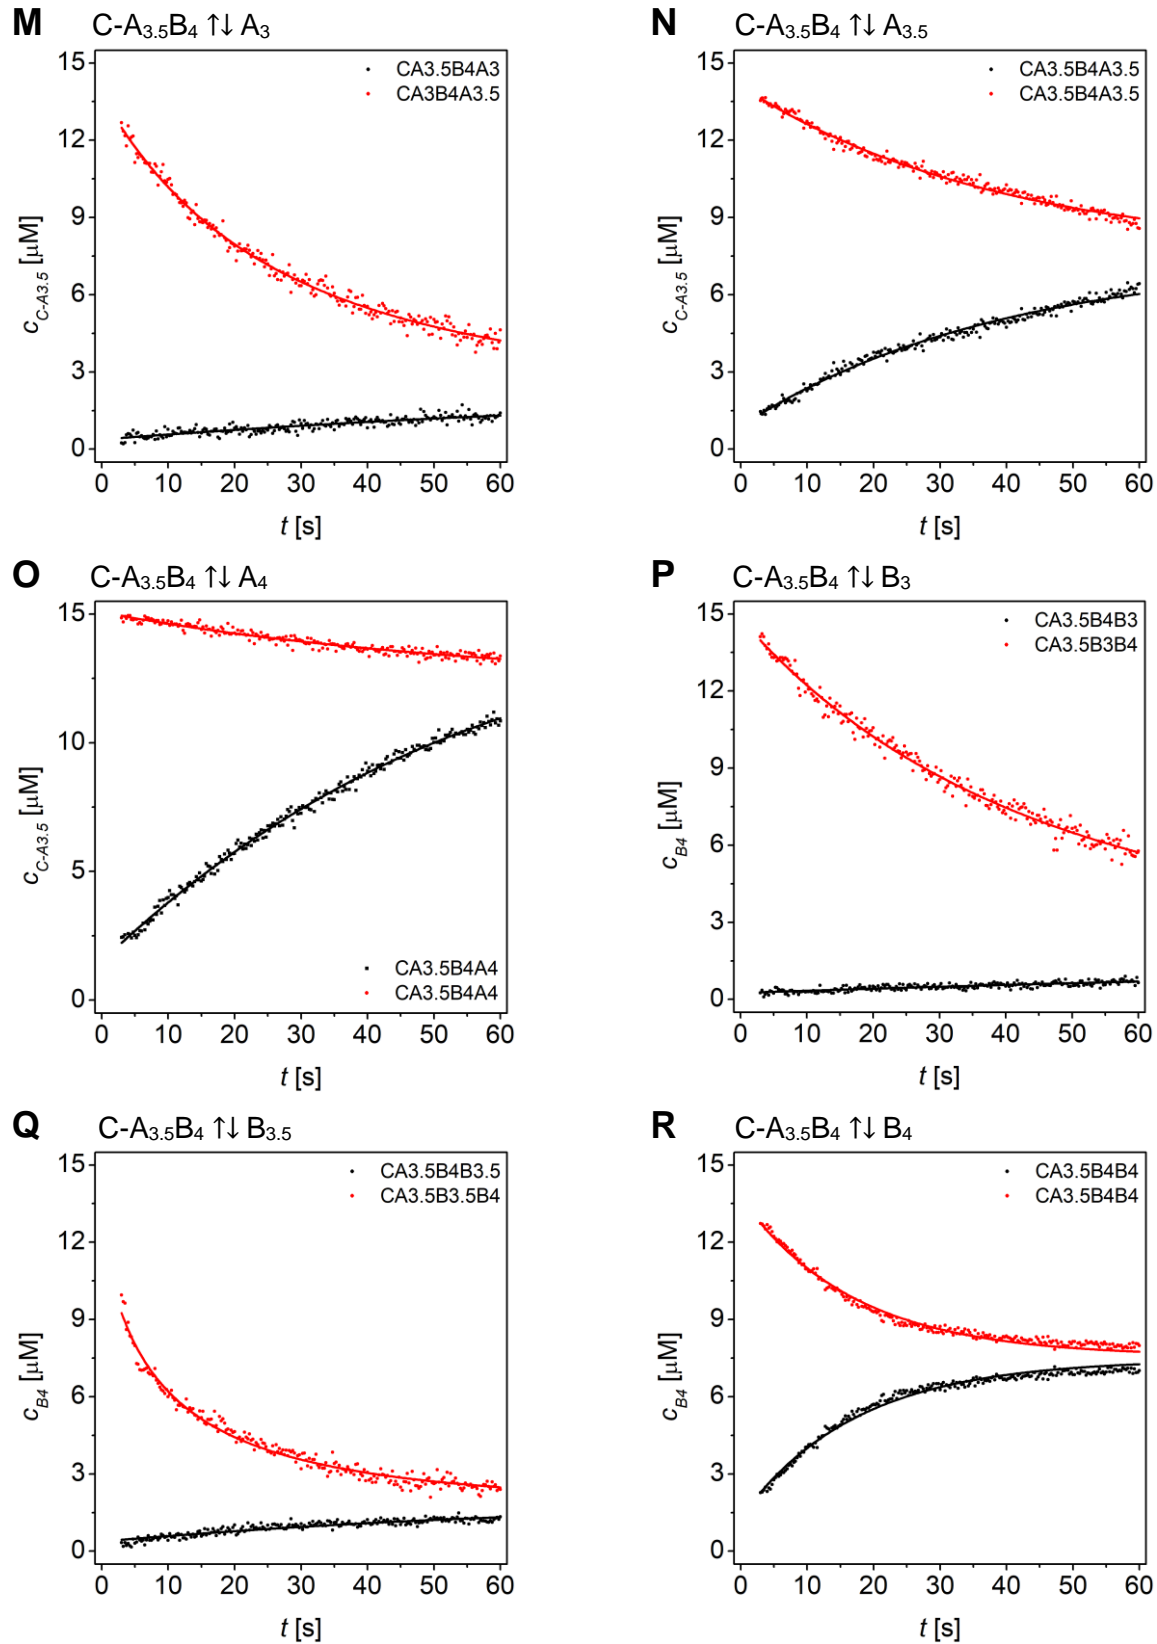 M
C-A3.5B4 ↑↓ A3
CA3.5B4A3
CA3B4A3.5
15
12
9
6
3
0
cC-A3.5 [µM]
0 10 20 30 40 50 60
t [s]
N
C-A3.5B4 ↑↓ A3.5
CA3.5B4A3.5
CA3.5B4A3.5
15
12
9
6
3
0
cC-A3.5 [µM]
0 10 20 30 40 50 60
t [s]
O
C-A3.5B4 ↑↓ A4
15
10
5
0
cC-A3.5 [µM]
CA3.5B4A4
CA3.5B4A4
0 10 20 30 40 50 60
t [s]
P
C-A3.5B4 ↑↓ B3
CA3.5B4B3
CA3.5B3B4
15
12
9
6
3
0
cB4 [µM]
0 10 20 30 40 50 60
t [s]
Q
C-A3.5B4 ↑↓ B3.5
CA3.5B4B3.5
CA3.5B3.5B4
15
12
9
6
3
0
cB4 [µM]
0 10 20 30 40 50 60
t [s]
R
C-A3.5B4 ↑↓ B4
CA3.5B4B4
CA3.5B4B4
15
12
9
6
3
0
cB4 [µM]
0 10 20 30 40 50 60
t [s]